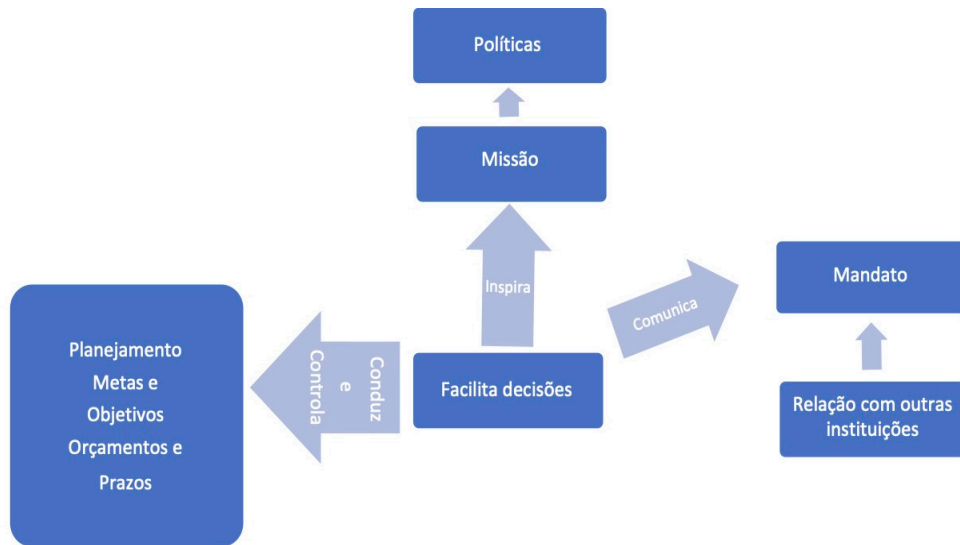 Políticas
Missão
Inspira
Comunica
Mandato
Planejamento
Metas e
Objetivos
Orçamentos e
Prazos
Conduz
e
Controla
Facilita decisões
Relação com outras
instituições